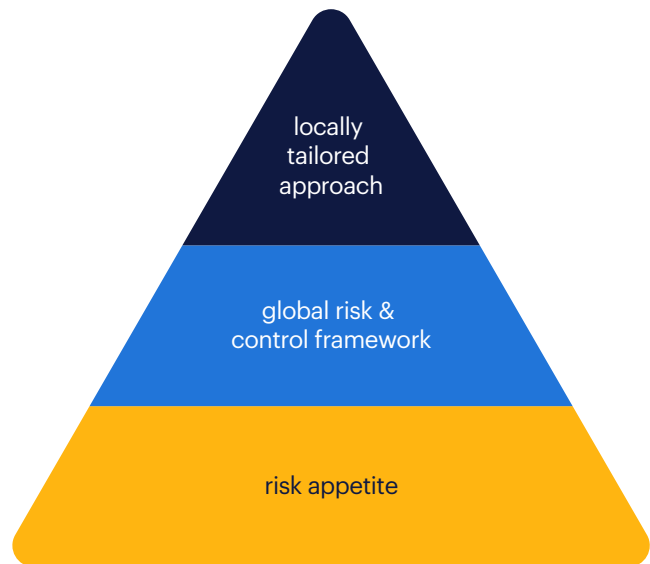 locally
tailored
approach
global risk &
control framework
risk appetite